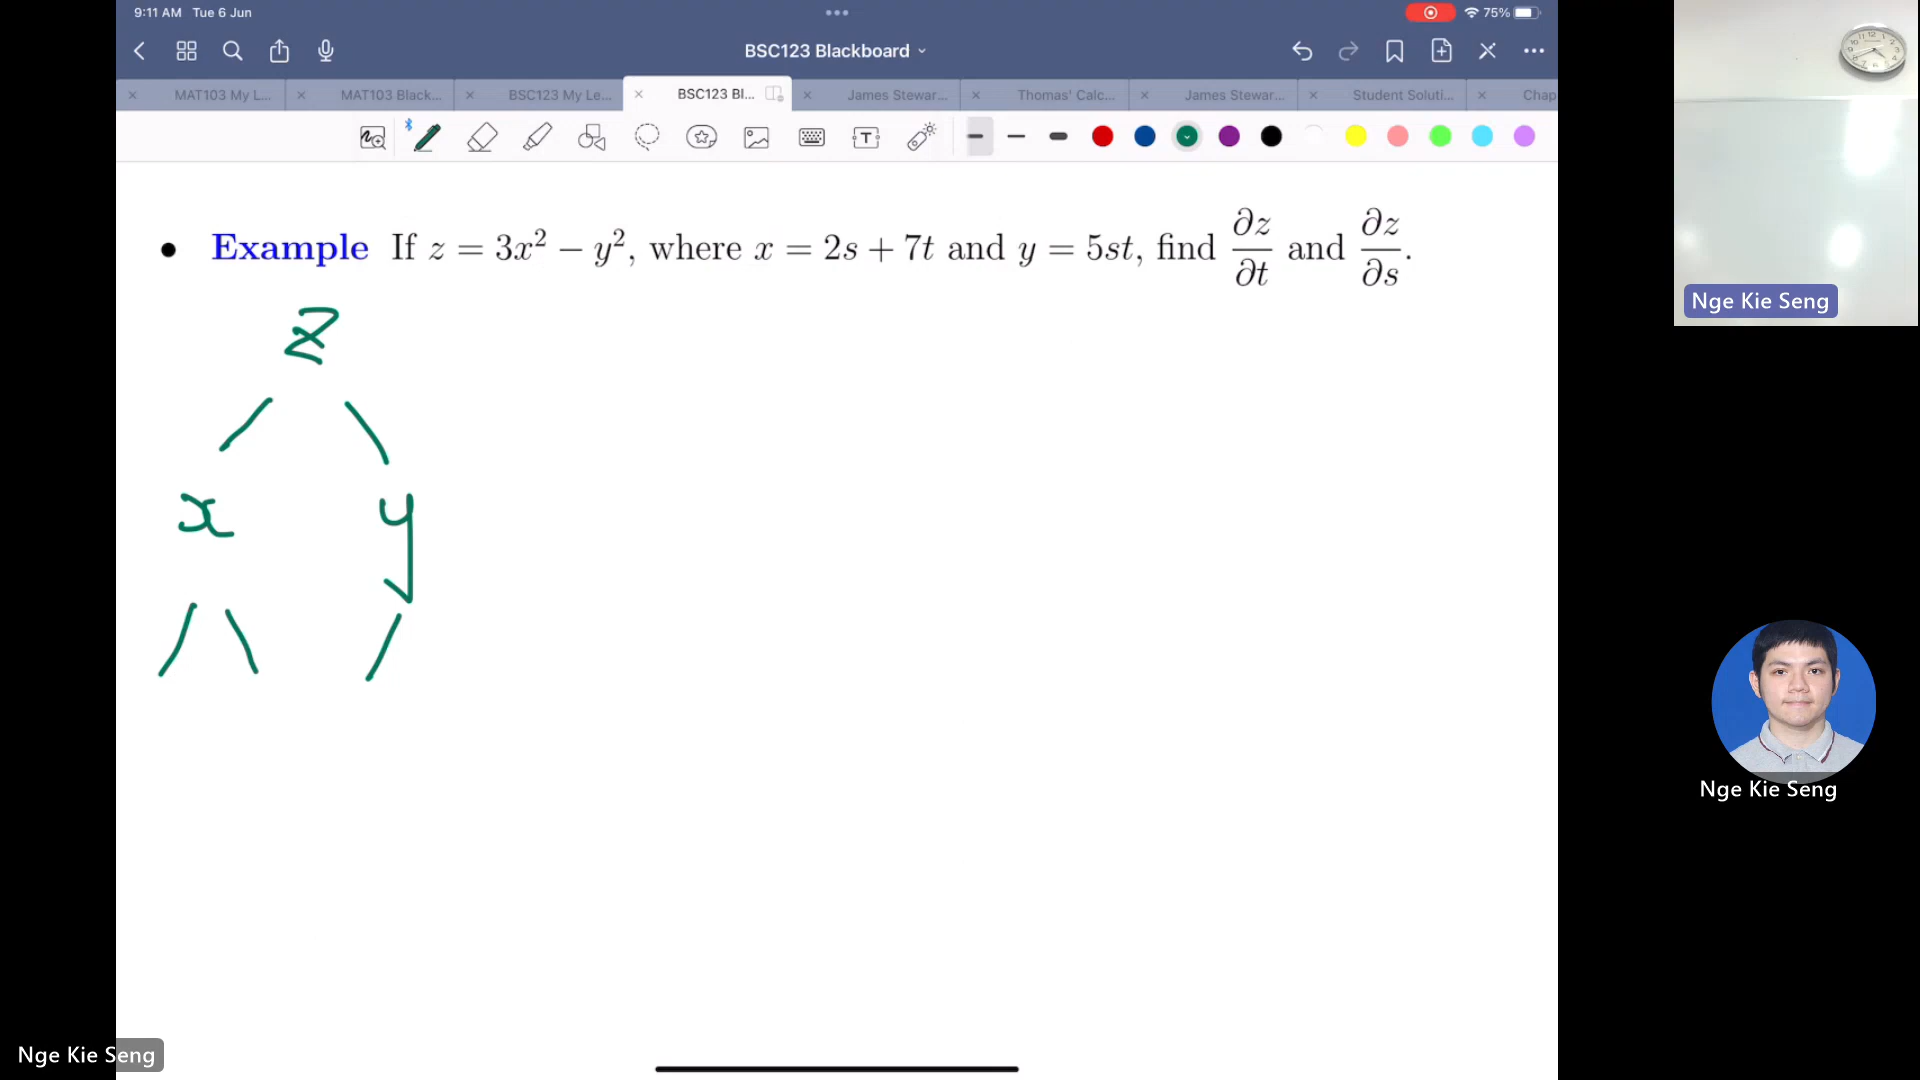 9:11 AM Tue 6 Jun
75%
BSC123 Blackboard
MAT103 My L...
MAT103 Black...
BSC123 My Le...
BSC123 Bl...
James Stewar...
Thomas' Calc...
James Stewar...
Student Soluti...
Chap
T
• Example If z = 3x² − y², where x = 2s + 7t and y = 5st, find ∂z/∂t and ∂z/∂s.
z
x y
Nge Kie Seng
Nge Kie Seng
Nge Kie Seng